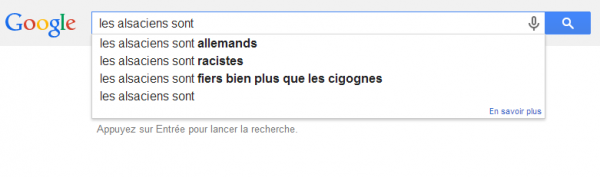 Google les alsaciens sont
les alsaciens sont allemands
les alsaciens sont racistes
les alsaciens sont fiers bien plus que les cigognes
les alsaciens sont
En savoir plus
Appuyez sur Entrée pour lancer la recherche.